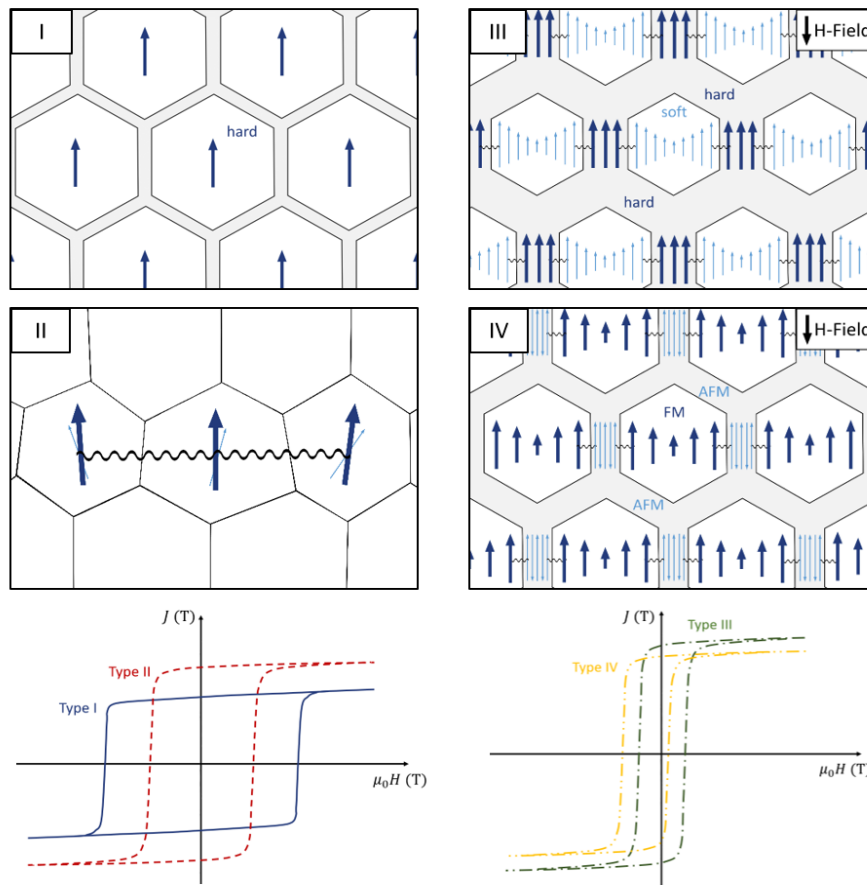 I
hard
III
H-Field
hard
soft
hard
II
IV
H-Field
AFM
FM
AFM
J (T)
Type II
Type I
μ₀H (T)
J (T)
Type III
Type IV
μ₀H (T)